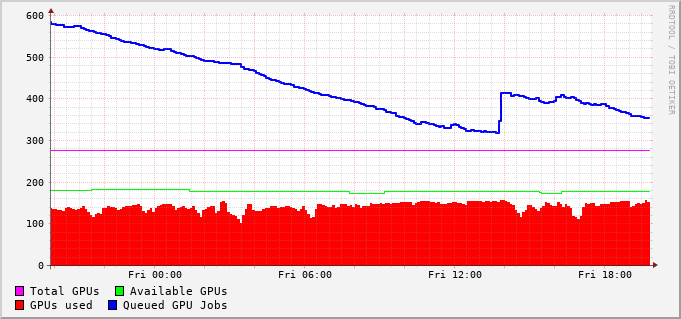 600
500
400
300
200
100
0
Fri 00:00 Fri 06:00 Fri 12:00 Fri 18:00
Total GPUs Available GPUs
GPUs used Queued GPU Jobs
RRDTOOL / TOBI OETIKER